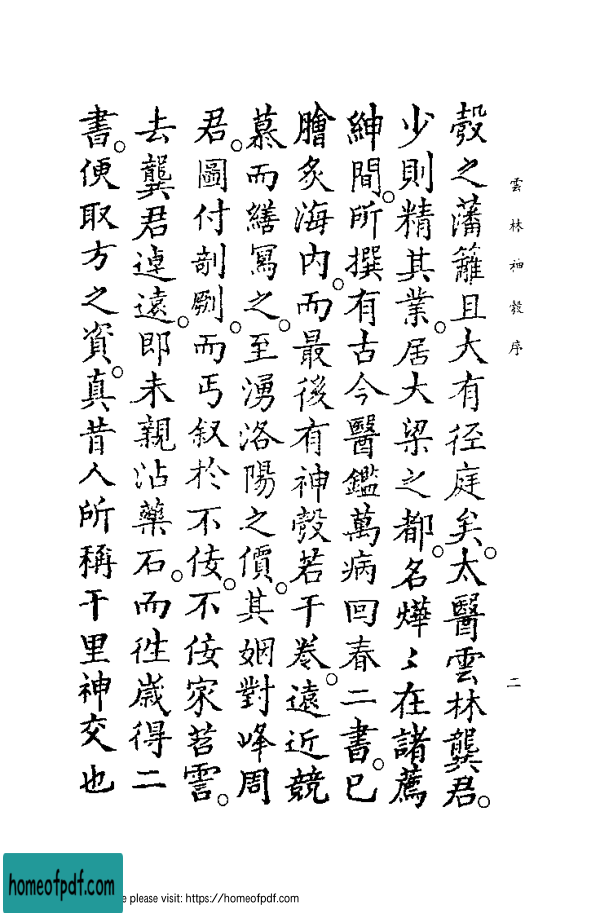 雲林神彀序
二
彀之藩籬且大有径庭矣。太醫雲林龔君。
少則精其業。居大梁之都。名燁〻在諸薦
紳間。所撰有古今醫鑑萬病回春二書。已
膾炙海内。而最後有神彀若干卷。遠近競
慕而繕寫之。至湧洛陽之價。其姻對峰周
君。圖付剞劂。而丐叙於不佞。不佞家苕霅。
去龔君遠。即未親沾藥石。而徃嵗得二
書。便取方之資。真昔人所稱千里神交也
homeofpdf.com
e please visit: https://homeofpdf.com